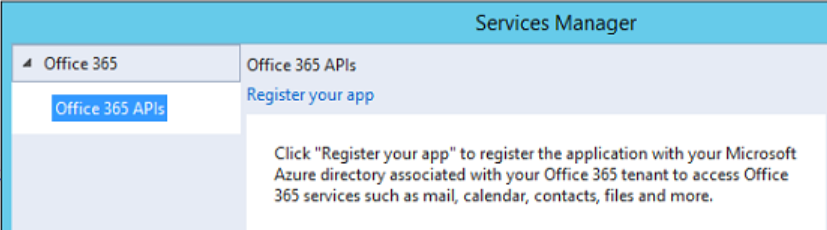 Services Manager
Office 365
Office 365 APIs
Office 365 APIs
Register your app
Click "Register your app" to register the application with your Microsoft
Azure directory associated with your Office 365 tenant to access Office
365 services such as mail, calendar, contacts, files and more.